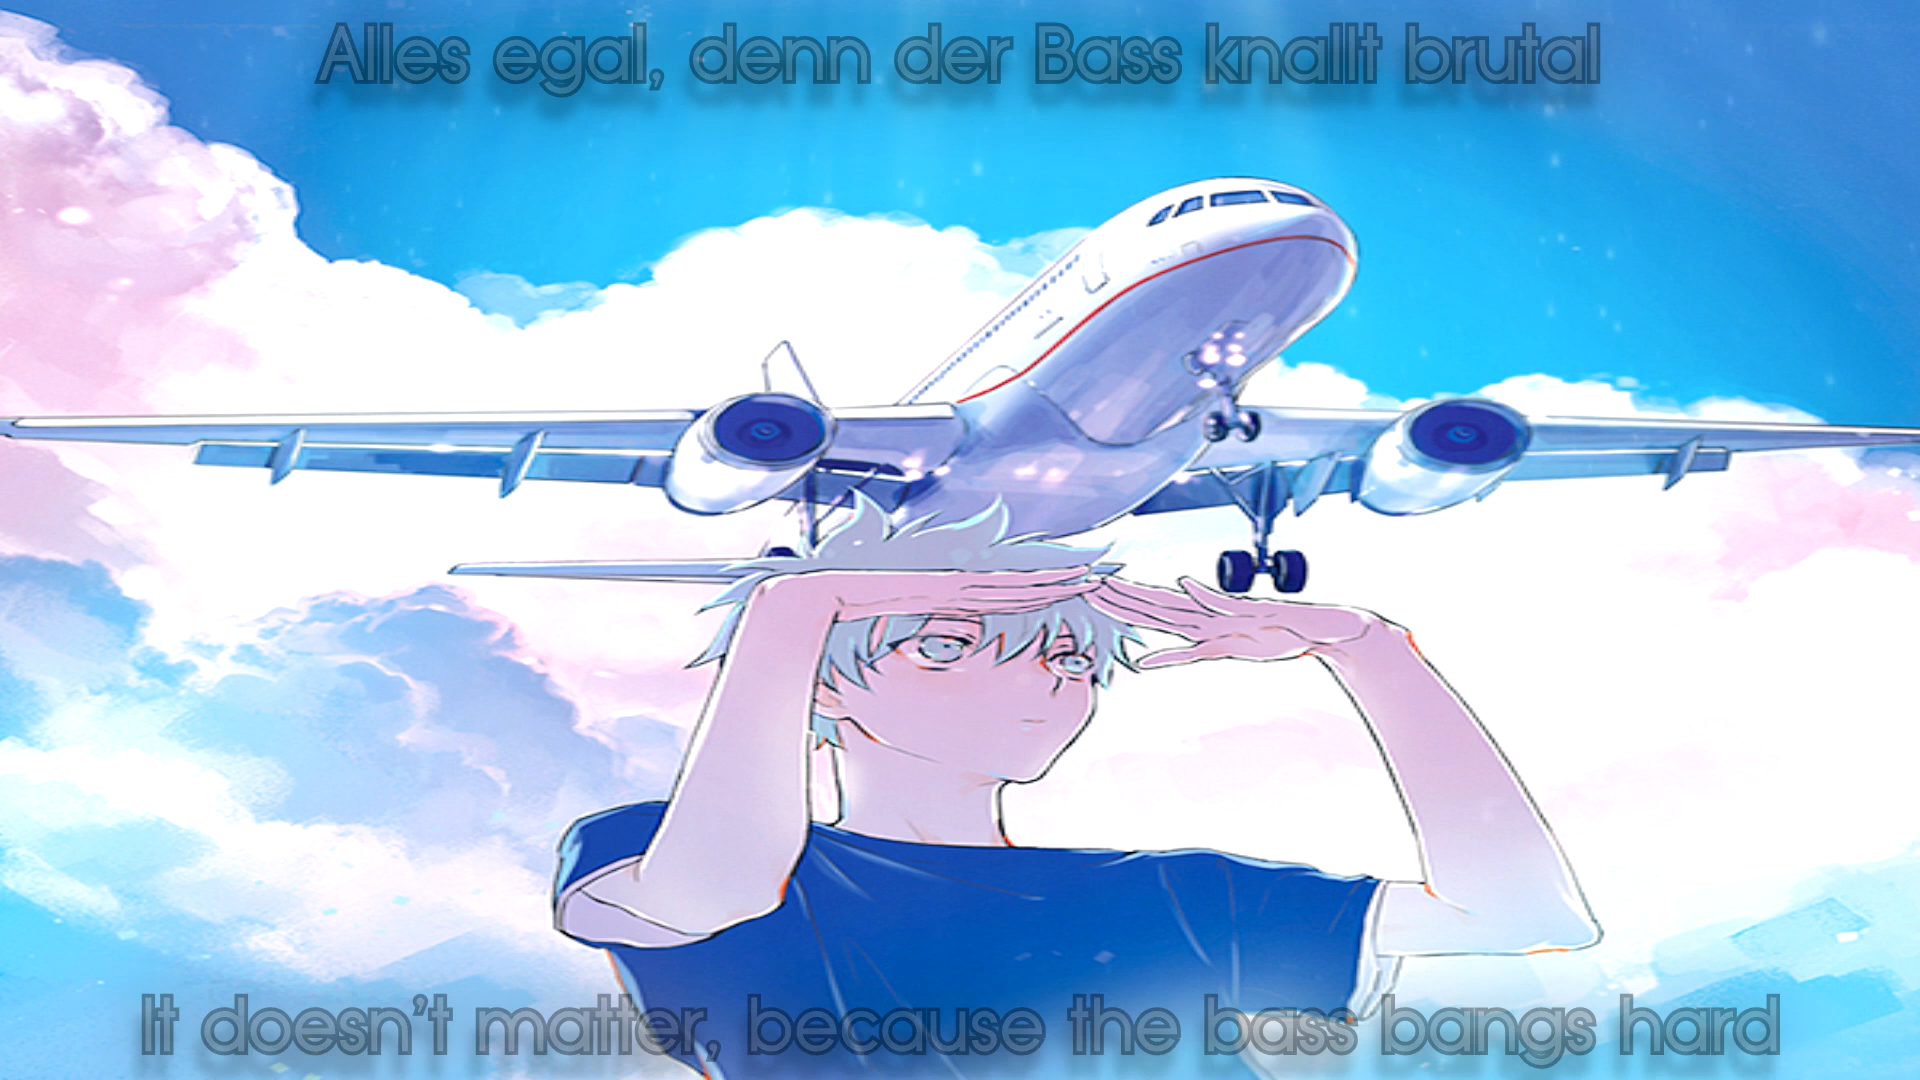 Alles egal, denn der Bass knallt brutal
It doesn't matter, because the bass bangs hard